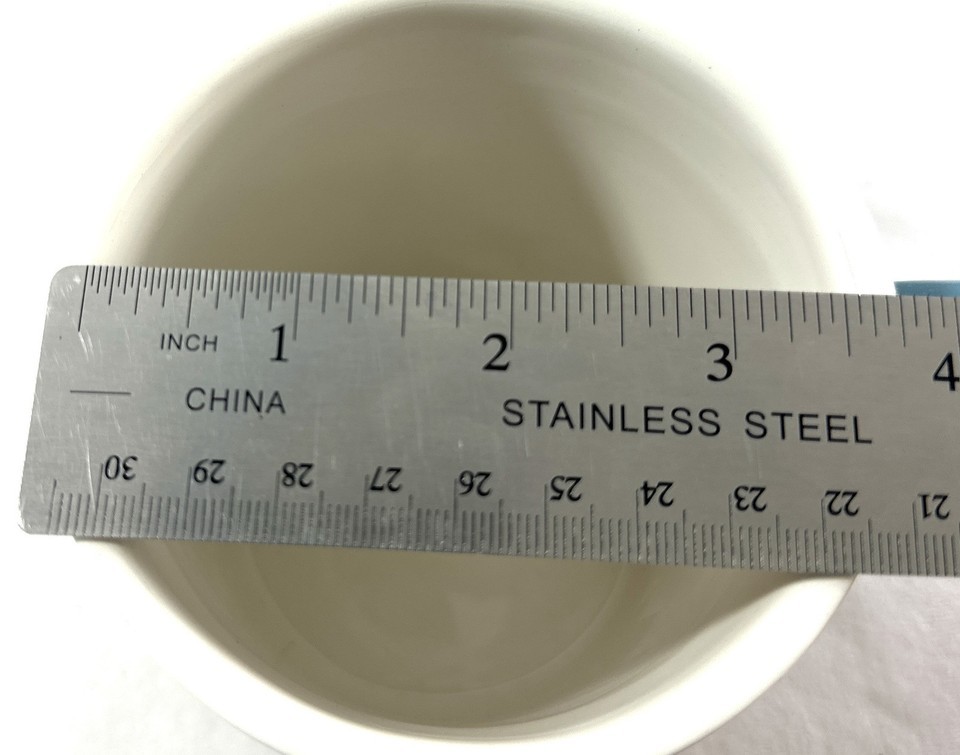 1 2 3 4
INCH
CHINA STAINLESS STEEL
30 29 28 27 26 25 24 23 22 21